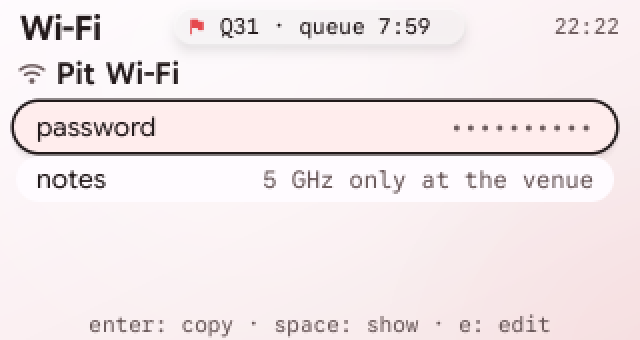 Wi-Fi
Q31 · queue 7:59
22:22
Pit Wi-Fi
password ••••••••••
notes 5 GHz only at the venue
enter: copy · space: show · e: edit